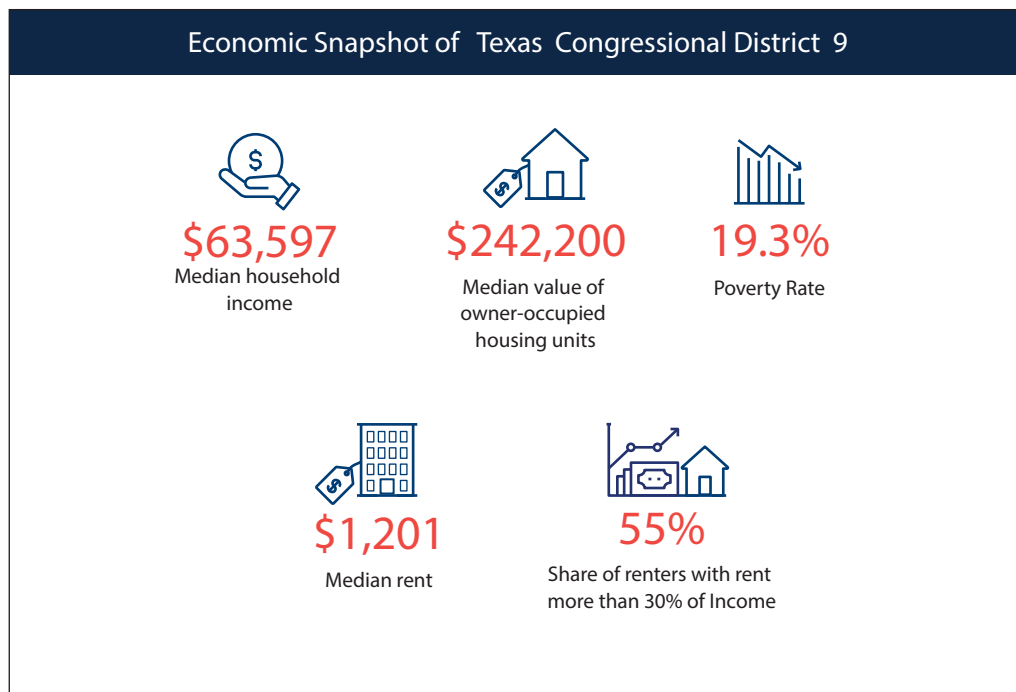 Economic Snapshot of Texas Congressional District 9
$
$63,597
Median household
income
$
$242,200
Median value of
owner-occupied
housing units
19.3%
Poverty Rate
$
$1,201
Median rent
55%
Share of renters with rent
more than 30% of Income